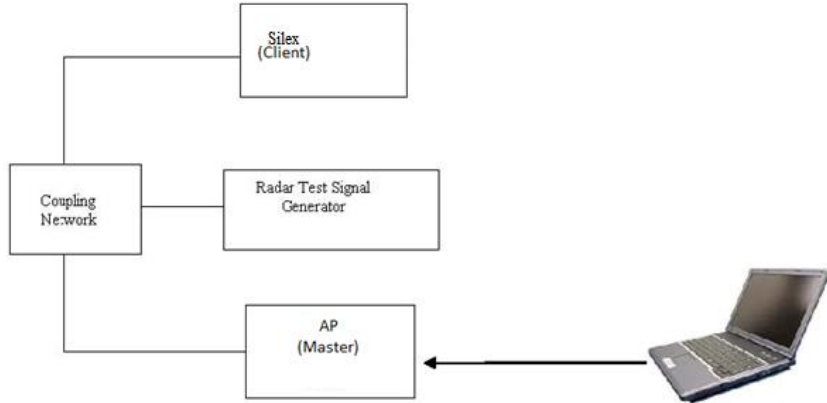 Silex
(Client)
Radar Test Signal
Generator
Coupling
Network
AP
(Master)